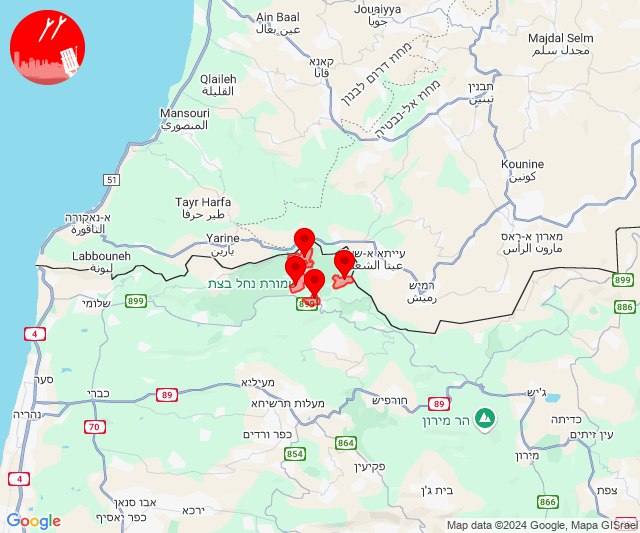 Jouaiyya
جويا
Ain Baal
عين بعال
Majdal Selm
مجدل سلم
קאנא
قانا
מחוז דרום לבנון
Qlaileh
القليلة
מחוז אל-נבטיה
תבנין
تبنين
Mansouri
المنصوري
Kounine
كونين
51
Tayr Harfa
طير حرفا
א-נאקורה
الناقورة
Yarine
يارين
מארון א-ראס
مارون الراس
עייתא א-ש
عيتا الشع
Labbouneh
لبونة
רמיש
رميش
שמורת נחל בצת
899
899
899
886
שלומי
4
סער
נהריה
כברי
89
מעיליא
מעלות תרשיחא
חורפיש
89
ג'יש
הר מירון
כדיתה
70
כפר ורדים
864
854
עין זיתים
מירון
פקיעין
4
אבו סנאן
ירכא
כפר יאסיף
בית ג'ן
866
צפת
Google
Map data ©2024 Google, Mapa GISrael